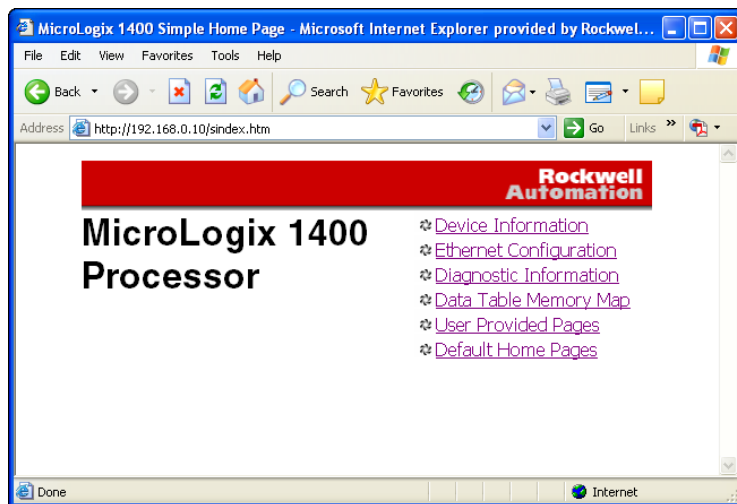 MicroLogix 1400 Simple Home Page - Microsoft Internet Explorer provided by Rockwel...
File Edit View Favorites Tools Help
Back Search Favorites
Address http://192.168.0.10/sindex.htm Go Links »
Rockwell
Automation
MicroLogix 1400
Processor
Device Information
Ethernet Configuration
Diagnostic Information
Data Table Memory Map
User Provided Pages
Default Home Pages
Done Internet